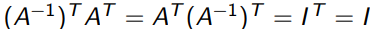 (A⁻¹)ᵀAᵀ = Aᵀ(A⁻¹)ᵀ = Iᵀ = I